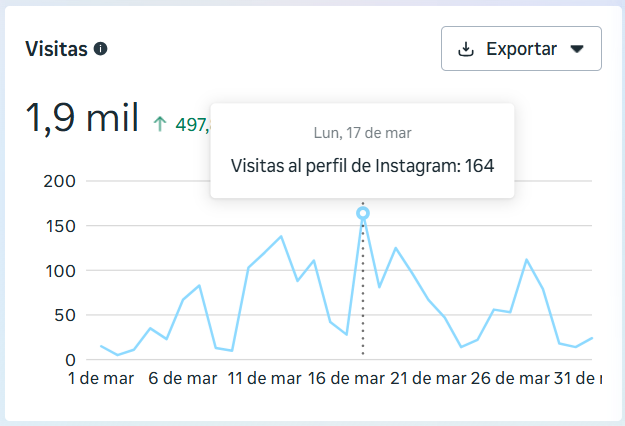 Visitas
Exportar
1,9 mil ↑ 497,
Lun, 17 de mar
Visitas al perfil de Instagram: 164
200
150
100
50
0
1 de mar 6 de mar 11 de mar 16 de mar 21 de mar 26 de mar 31 de